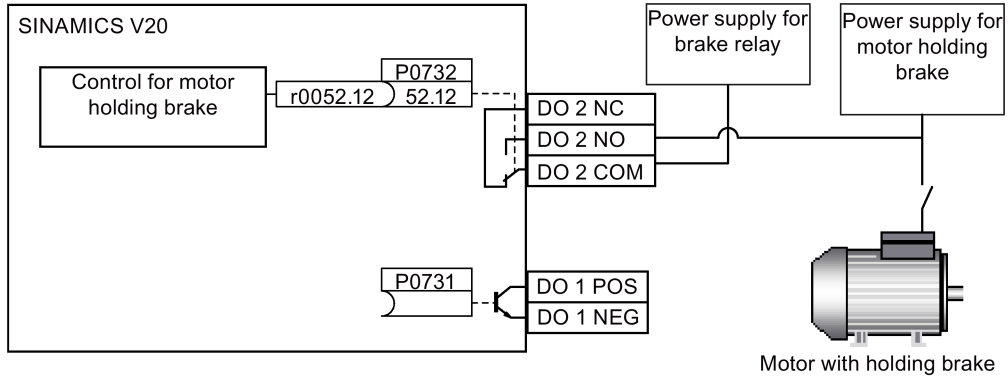 SINAMICS V20
Control for motor
holding brake
r0052.12
P0732
52.12
DO 2 NC
DO 2 NO
DO 2 COM
Power supply for
brake relay
Power supply for
motor holding
brake
P0731
DO 1 POS
DO 1 NEG
Motor with holding brake